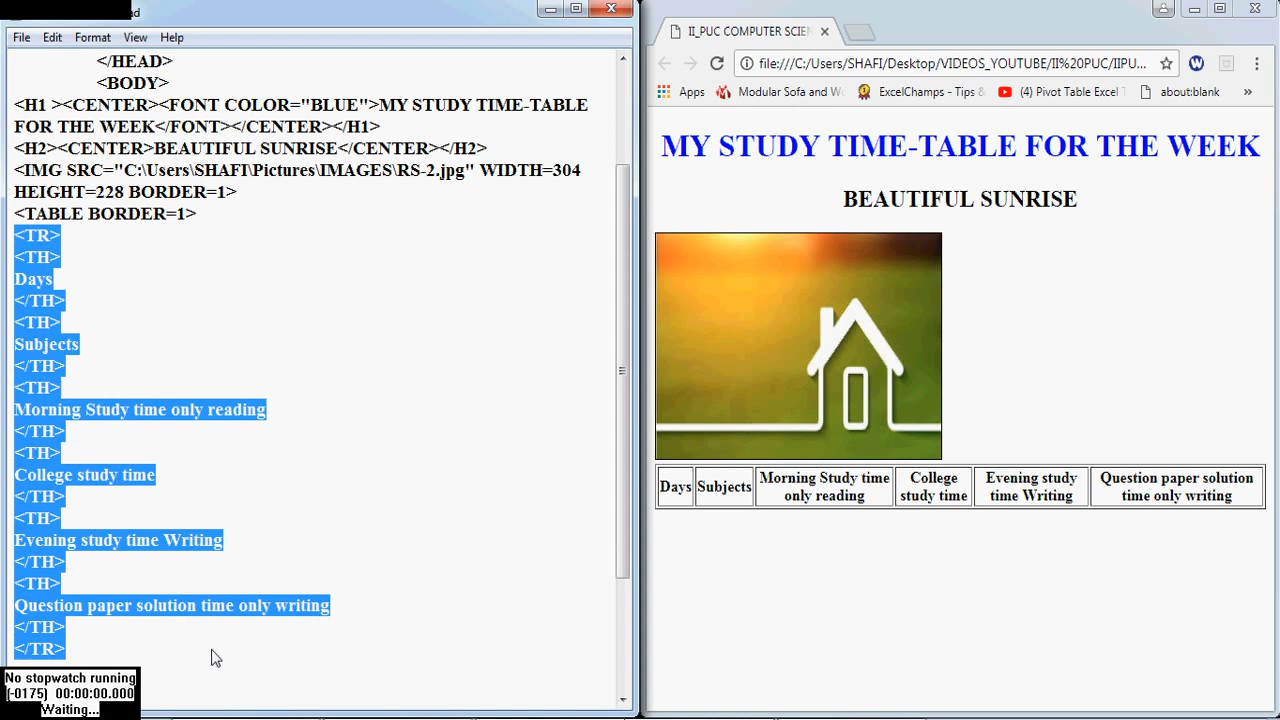 ad
File Edit Format View Help
</HEAD>
<BODY>
<H1 ><CENTER><FONT COLOR="BLUE">MY STUDY TIME-TABLE
FOR THE WEEK</FONT></CENTER></H1>
<H2><CENTER>BEAUTIFUL SUNRISE</CENTER></H2>
<IMG SRC="C:\Users\SHAFI\Pictures\IMAGES\RS-2.jpg" WIDTH=304
HEIGHT=228 BORDER=1>
<TABLE BORDER=1>
<TR>
<TH>
Days
</TH>
<TH>
Subjects
</TH>
<TH>
Morning Study time only reading
</TH>
<TH>
College study time
</TH>
<TH>
Evening study time Writing
</TH>
<TH>
Question paper solution time only writing
</TH>
</TR>
No stopwatch running
(-0175) 00:00:00.000
Waiting...
II_PUC COMPUTER SCIEN
file:///C:/Users/SHAFI/Desktop/VIDEOS_YOUTUBE/II%20PUC/IIPU...
Apps Modular Sofa and Wo ExcelChamps - Tips & (4) Pivot Table Excel about:blank »
MY STUDY TIME-TABLE FOR THE WEEK
BEAUTIFUL SUNRISE
Days Subjects Morning Study time College Evening study Question paper solution
only reading study time time Writing time only writing